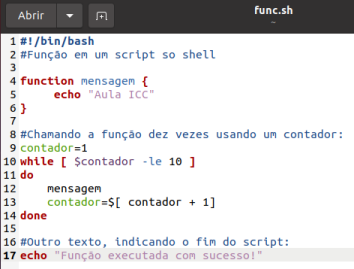 Abrir
func.sh
~
1 #!/bin/bash
2 #Função em um script so shell
3
4 function mensagem {
5 echo "Aula ICC"
6 }
7
8 #Chamando a função dez vezes usando um contador:
9 contador=1
10 while [ $contador -le 10 ]
11 do
12 mensagem
13 contador=$[ contador + 1]
14 done
15
16 #Outro texto, indicando o fim do script:
17 echo "Função executada com sucesso!"